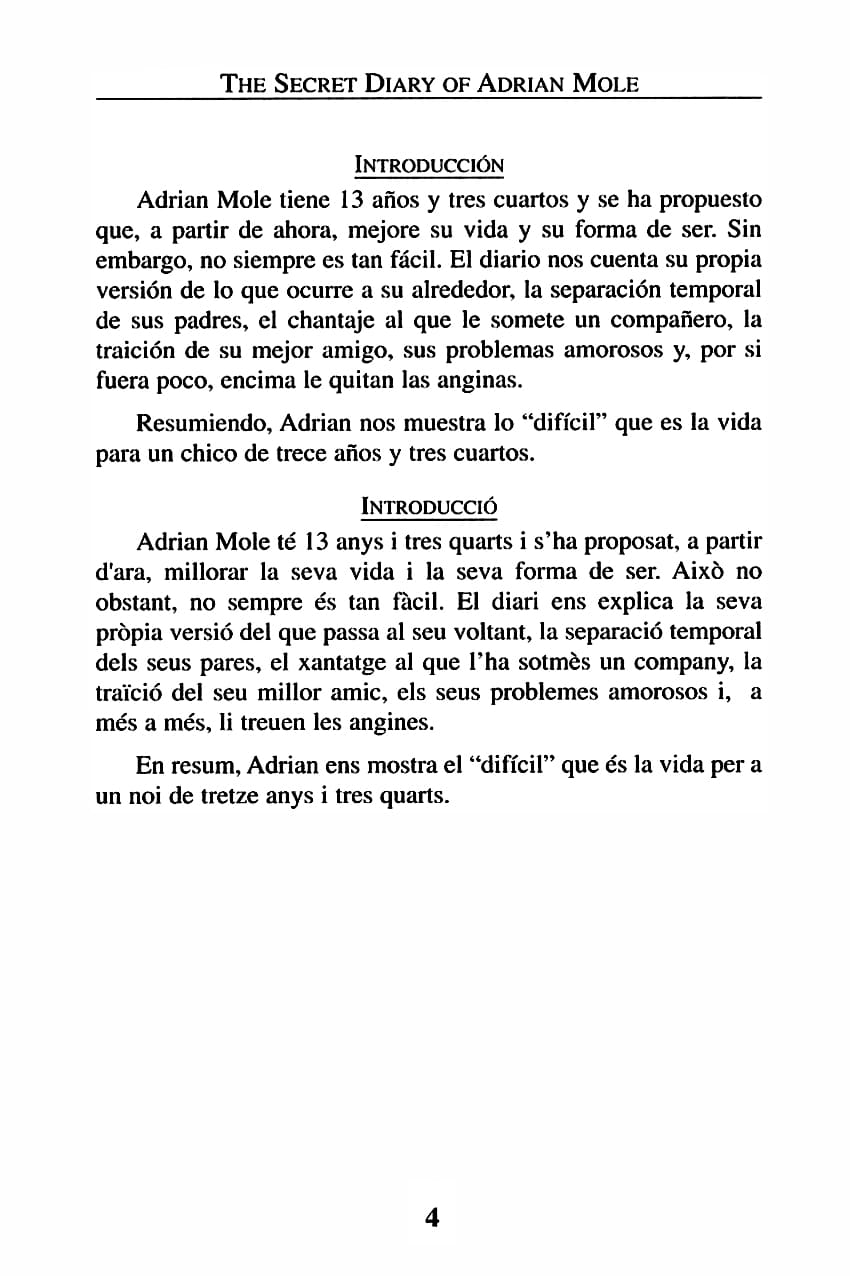 THE SECRET DIARY OF ADRIAN MOLE
INTRODUCCIÓN
Adrian Mole tiene 13 años y tres cuartos y se ha propuesto
que, a partir de ahora, mejore su vida y su forma de ser. Sin
embargo, no siempre es tan fácil. El diario nos cuenta su propia
versión de lo que ocurre a su alrededor, la separación temporal
de sus padres, el chantaje al que le somete un compañero, la
traición de su mejor amigo, sus problemas amorosos y, por si
fuera poco, encima le quitan las anginas.
Resumiendo, Adrian nos muestra lo “difícil” que es la vida
para un chico de trece años y tres cuartos.
INTRODUCCIÓ
Adrian Mole té 13 anys i tres quarts i s’ha proposat, a partir
d'ara, millorar la seva vida i la seva forma de ser. Això no
obstant, no sempre és tan fàcil. El diari ens explica la seva
pròpia versió del que passa al seu voltant, la separació temporal
dels seus pares, el xantatge al que l’ha sotmès un company, la
traïció del seu millor amic, els seus problemes amorosos i, a
més a més, li treuen les angines.
En resum, Adrian ens mostra el “difícil” que és la vida per a
un noi de tretze anys i tres quarts.
4